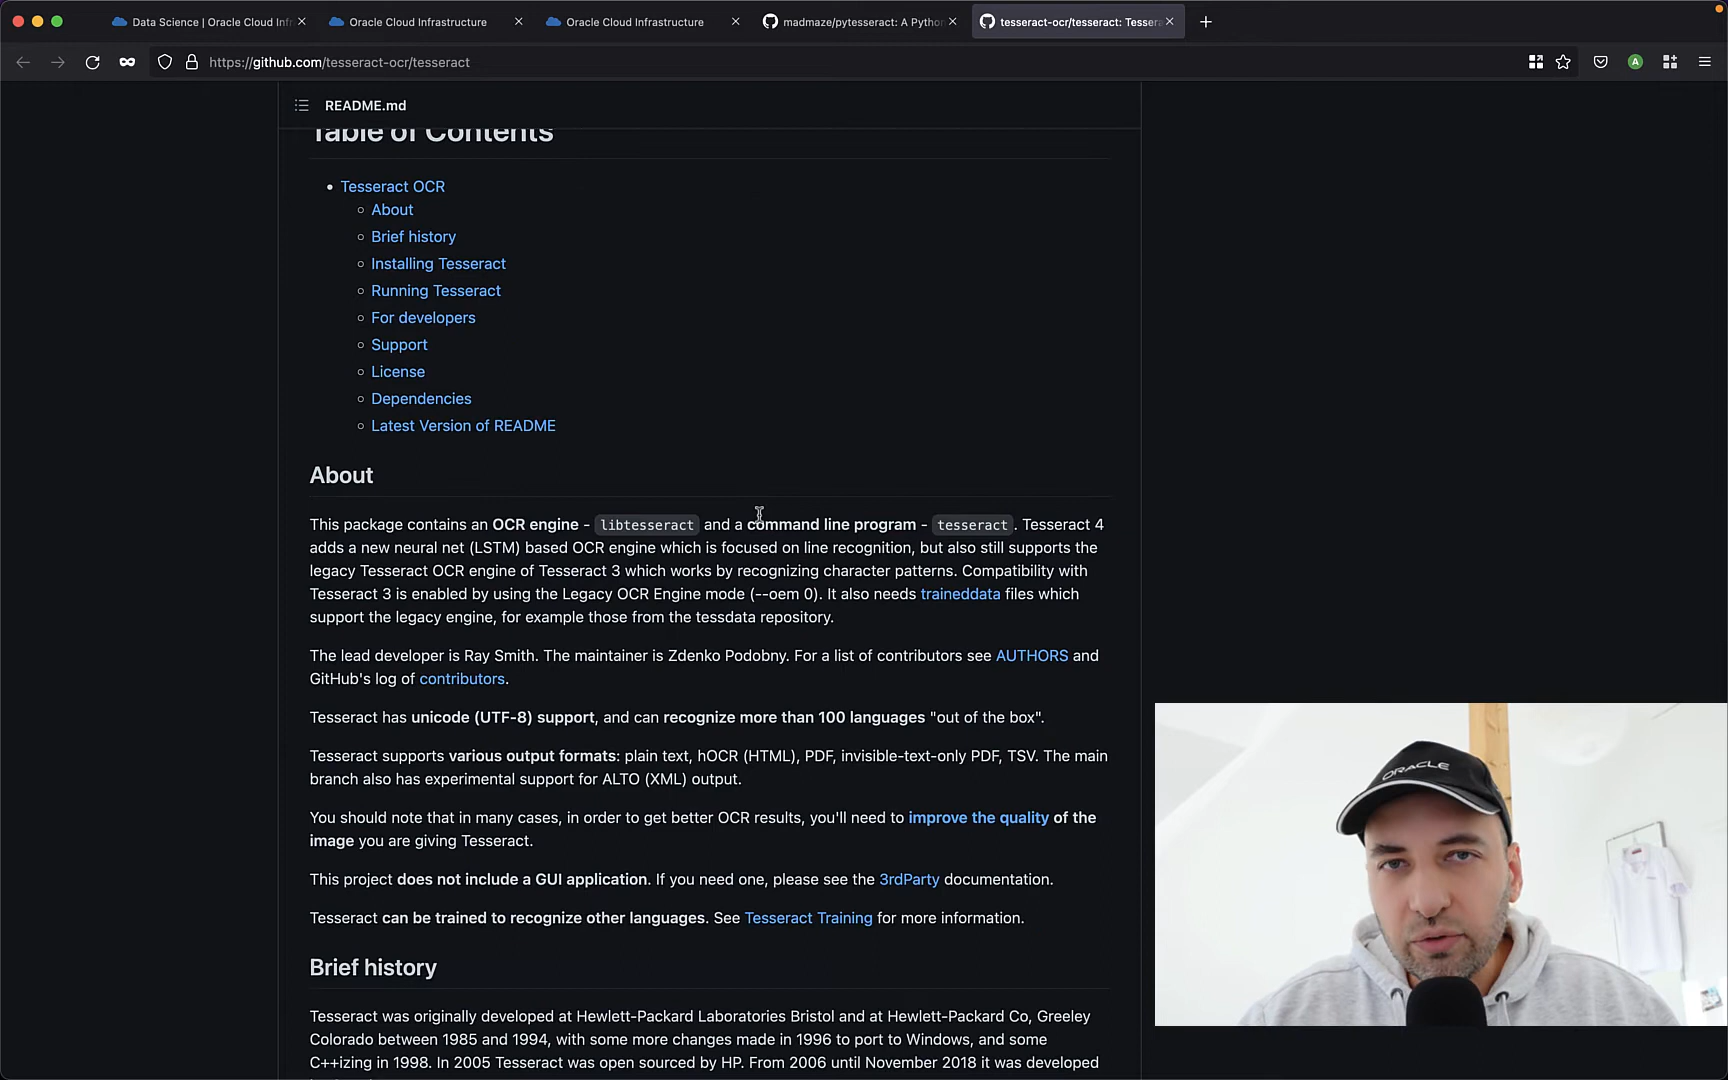 Data Science | Oracle Cloud Inf
Oracle Cloud Infrastructure
Oracle Cloud Infrastructure
madmaze/pytesseract: A Pytho
tesseract-ocr/tesseract: Tessera
https://github.com/tesseract-ocr/tesseract
A
README.md
Table of Contents
Tesseract OCR
About
Brief history
Installing Tesseract
Running Tesseract
For developers
Support
License
Dependencies
Latest Version of README
About
This package contains an OCR engine - libtesseract and a command line program - tesseract. Tesseract 4
adds a new neural net (LSTM) based OCR engine which is focused on line recognition, but also still supports the
legacy Tesseract OCR engine of Tesseract 3 which works by recognizing character patterns. Compatibility with
Tesseract 3 is enabled by using the Legacy OCR Engine mode (--oem 0). It also needs traineddata files which
support the legacy engine, for example those from the tessdata repository.
The lead developer is Ray Smith. The maintainer is Zdenko Podobny. For a list of contributors see AUTHORS and
GitHub's log of contributors.
Tesseract has unicode (UTF-8) support, and can recognize more than 100 languages "out of the box".
Tesseract supports various output formats: plain text, hOCR (HTML), PDF, invisible-text-only PDF, TSV. The main
branch also has experimental support for ALTO (XML) output.
You should note that in many cases, in order to get better OCR results, you'll need to improve the quality of the
image you are giving Tesseract.
This project does not include a GUI application. If you need one, please see the 3rdParty documentation.
Tesseract can be trained to recognize other languages. See Tesseract Training for more information.
ORACLE
Brief history
Tesseract was originally developed at Hewlett-Packard Laboratories Bristol and at Hewlett-Packard Co, Greeley
Colorado between 1985 and 1994, with some more changes made in 1996 to port to Windows, and some
C++izing in 1998. In 2005 Tesseract was open sourced by HP. From 2006 until November 2018 it was developed